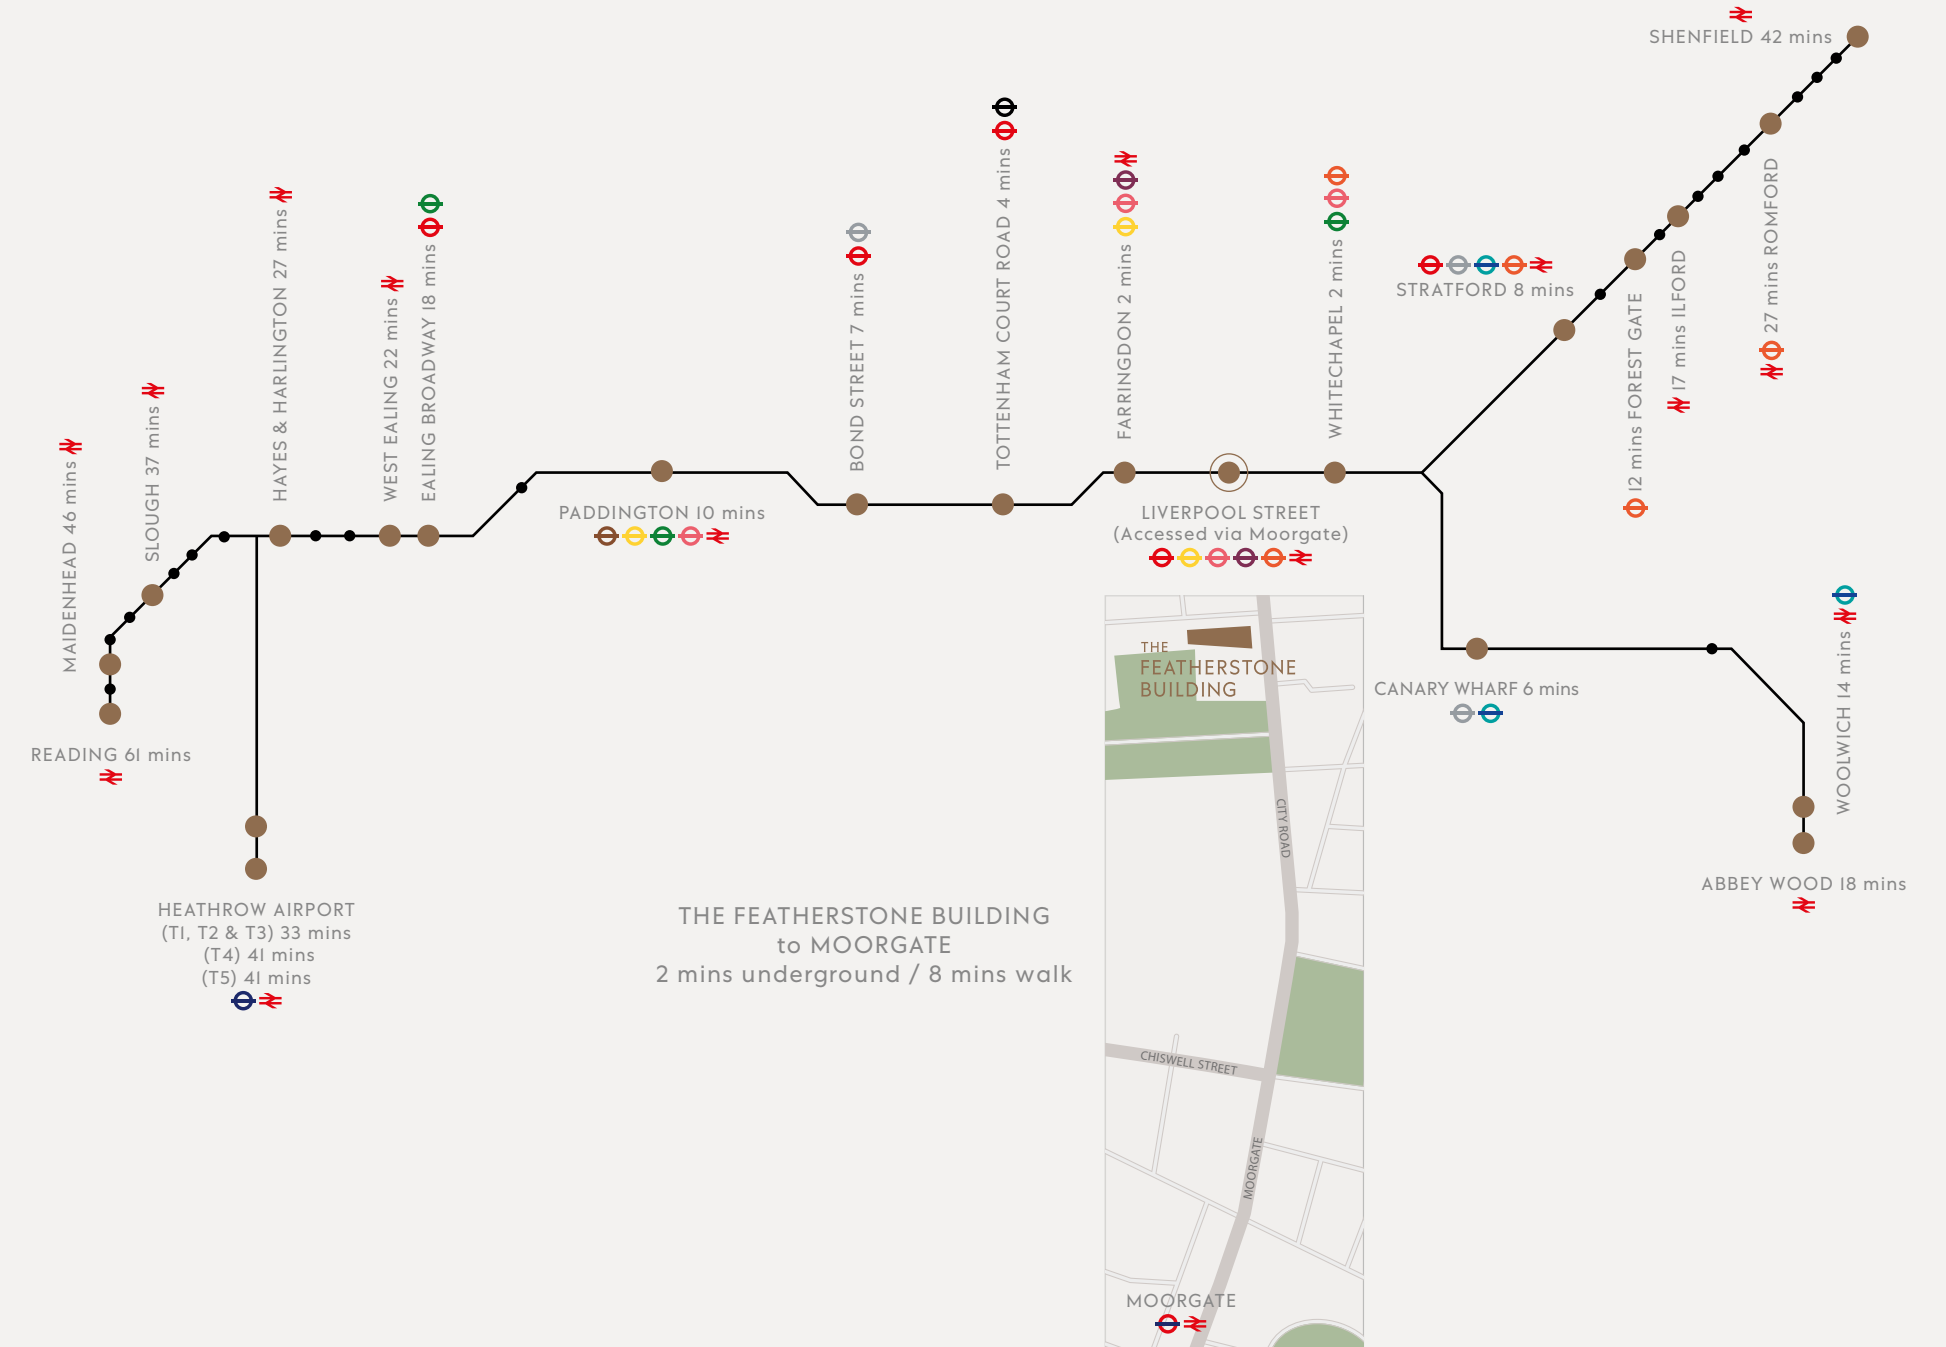 SHENFIELD 42 mins
27 mins ROMFORD
17 mins ILFORD
12 mins FOREST GATE
STRATFORD 8 mins
WHITECHAPEL 2 mins
FARRINGDON 2 mins
TOTTENHAM COURT ROAD 4 mins
BOND STREET 7 mins
EALING BROADWAY 18 mins
WEST EALING 22 mins
HAYES & HARLINGTON 27 mins
SLOUGH 37 mins
MAIDENHEAD 46 mins
READING 61 mins
PADDINGTON 10 mins
LIVERPOOL STREET
(Accessed via Moorgate)
CANARY WHARF 6 mins
WOOLWICH 14 mins
ABBEY WOOD 18 mins
HEATHROW AIRPORT
(T1, T2 & T3) 33 mins
(T4) 41 mins
(T5) 41 mins
THE FEATHERSTONE BUILDING
to MOORGATE
2 mins underground / 8 mins walk
THE
FEATHERSTONE
BUILDING
CITY ROAD
CHISWELL STREET
MOORGATE
MOORGATE